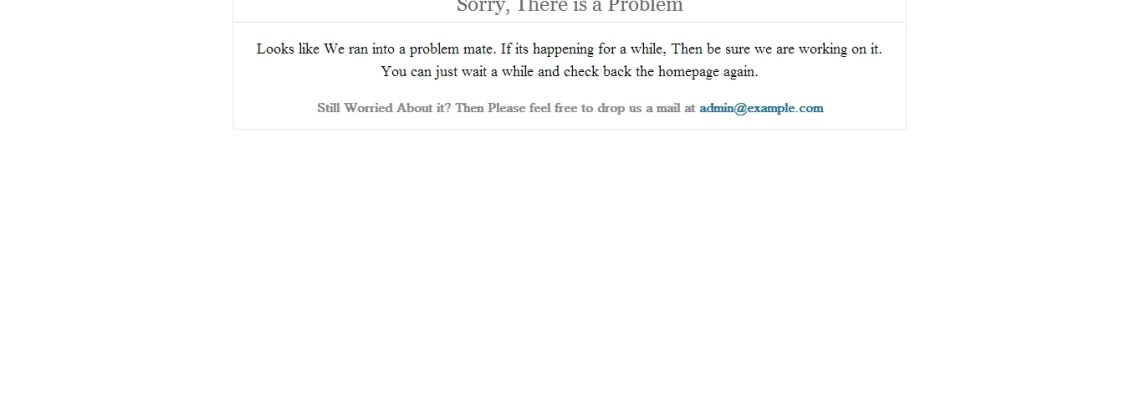 Sorry, There is a Problem
Looks like We ran into a problem mate. If its happening for a while, Then be sure we are working on it.
You can just wait a while and check back the homepage again.
Still Worried About it? Then Please feel free to drop us a mail at admin@example.com